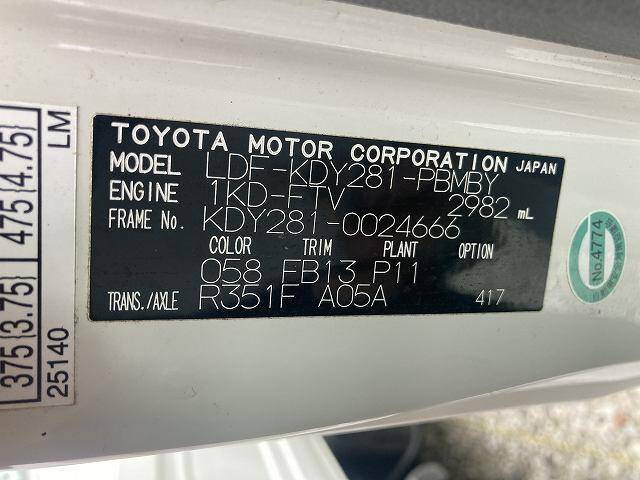 TOYOTA MOTOR CORPORATION JAPAN
MODEL LDF-KDY281-PBMBY
ENGINE 1KD-FTV 2982 mL
FRAME No. KDY281-0024666
COLOR TRIM PLANT OPTION
058 FB13 P11
TRANS./AXLE R351F A05A 417
375(3.75) 475(4.75)
25140 LM
No.4774